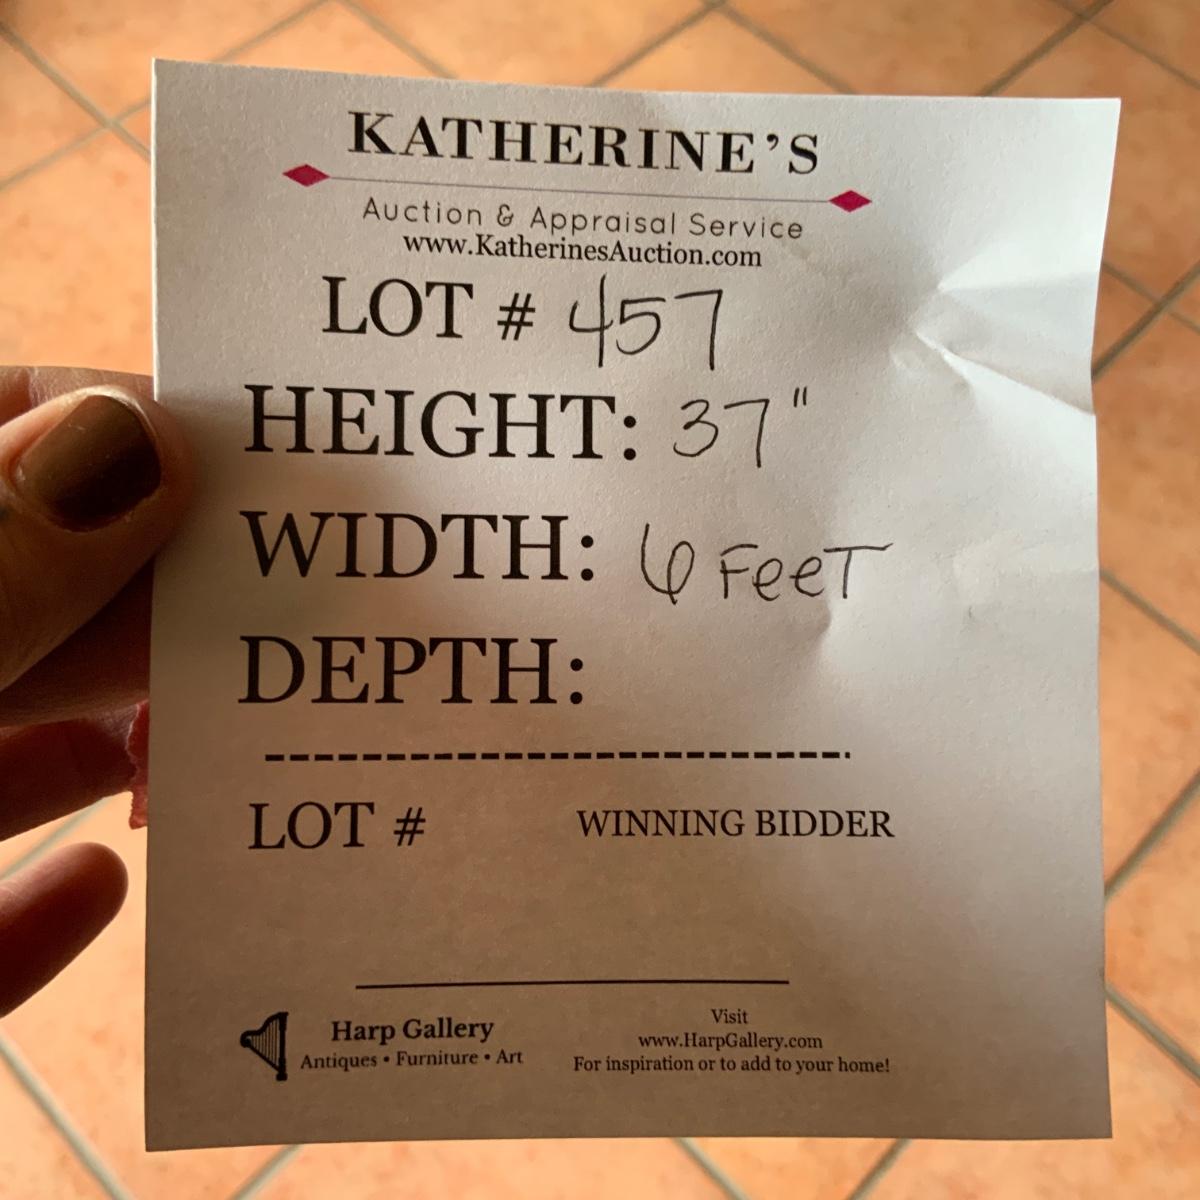 KATHERINE'S
Auction & Appraisal Service
www.KatherinesAuction.com
LOT # 457
HEIGHT: 37"
WIDTH: 6 FeeT
DEPTH:
LOT # WINNING BIDDER
Harp Gallery
Antiques • Furniture • Art
Visit
www.HarpGallery.com
For inspiration or to add to your home!